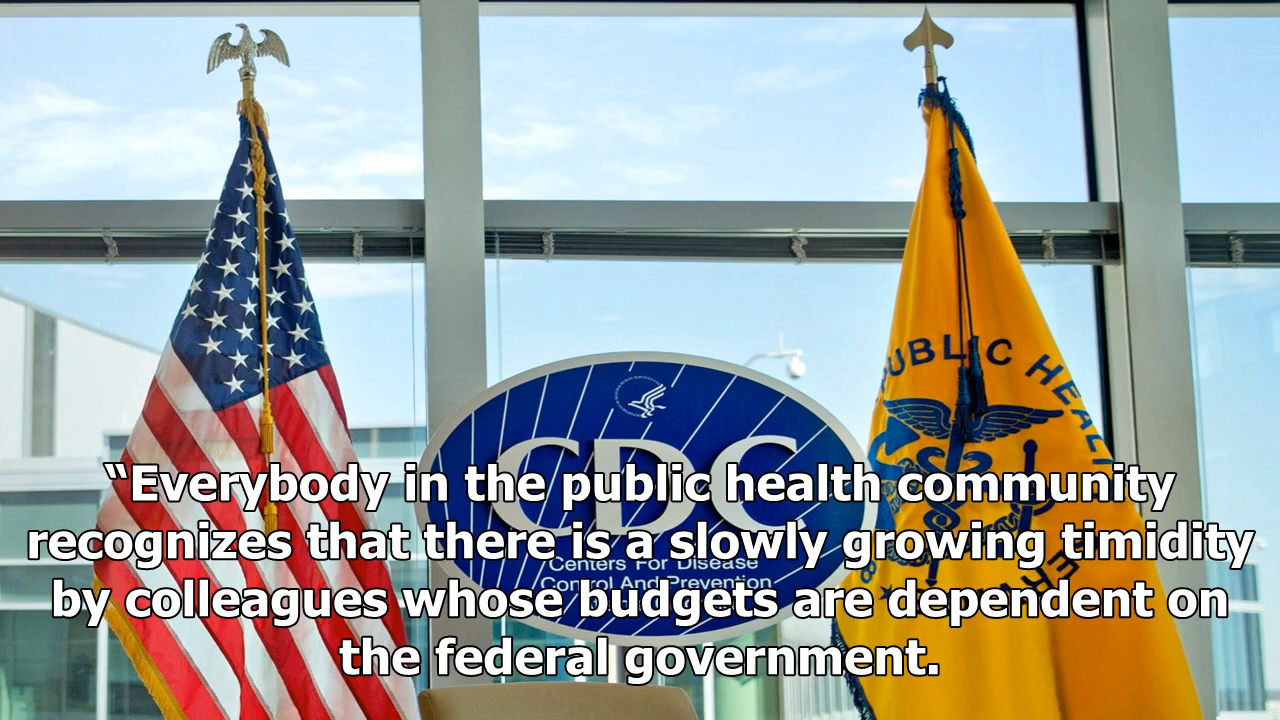 CDC
Centers For Disease
Control And Prevention
PUBLIC HEAL
“Everybody in the public health community
recognizes that there is a slowly growing timidity
by colleagues whose budgets are dependent on
the federal government.